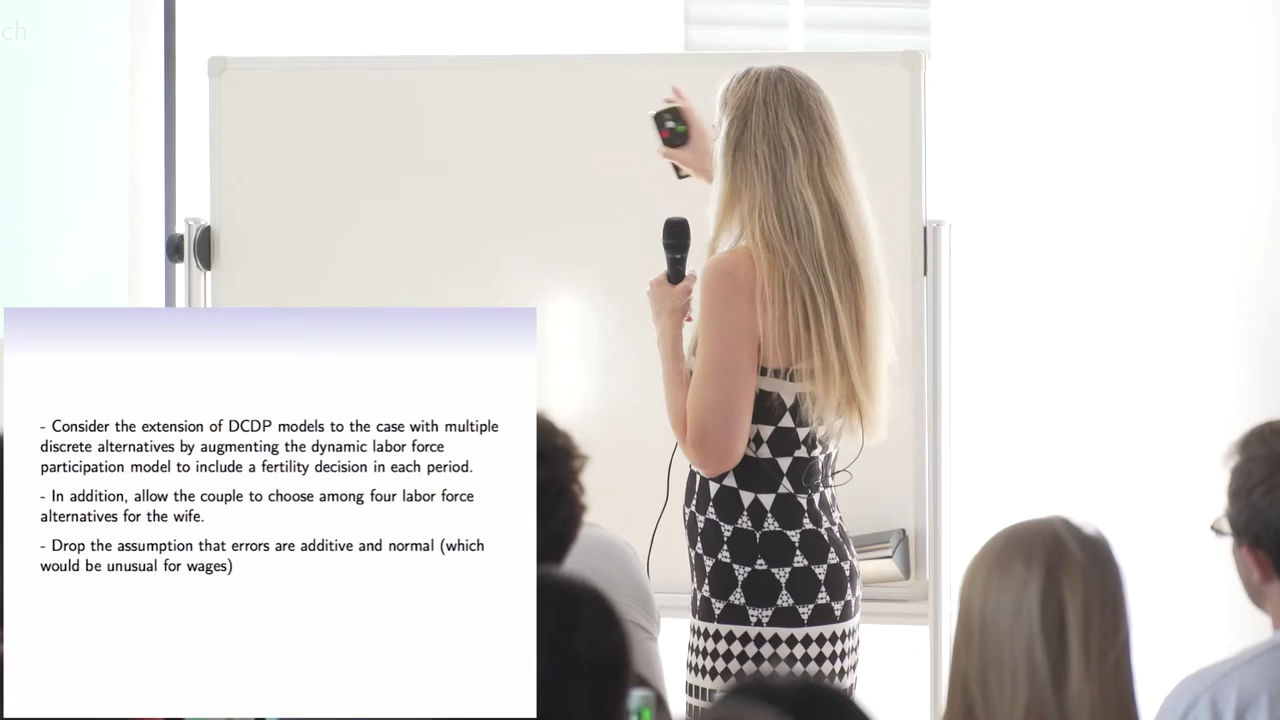 ch
- Consider the extension of DCDP models to the case with multiple
discrete alternatives by augmenting the dynamic labor force
participation model to include a fertility decision in each period.
- In addition, allow the couple to choose among four labor force
alternatives for the wife.
- Drop the assumption that errors are additive and normal (which
would be unusual for wages)